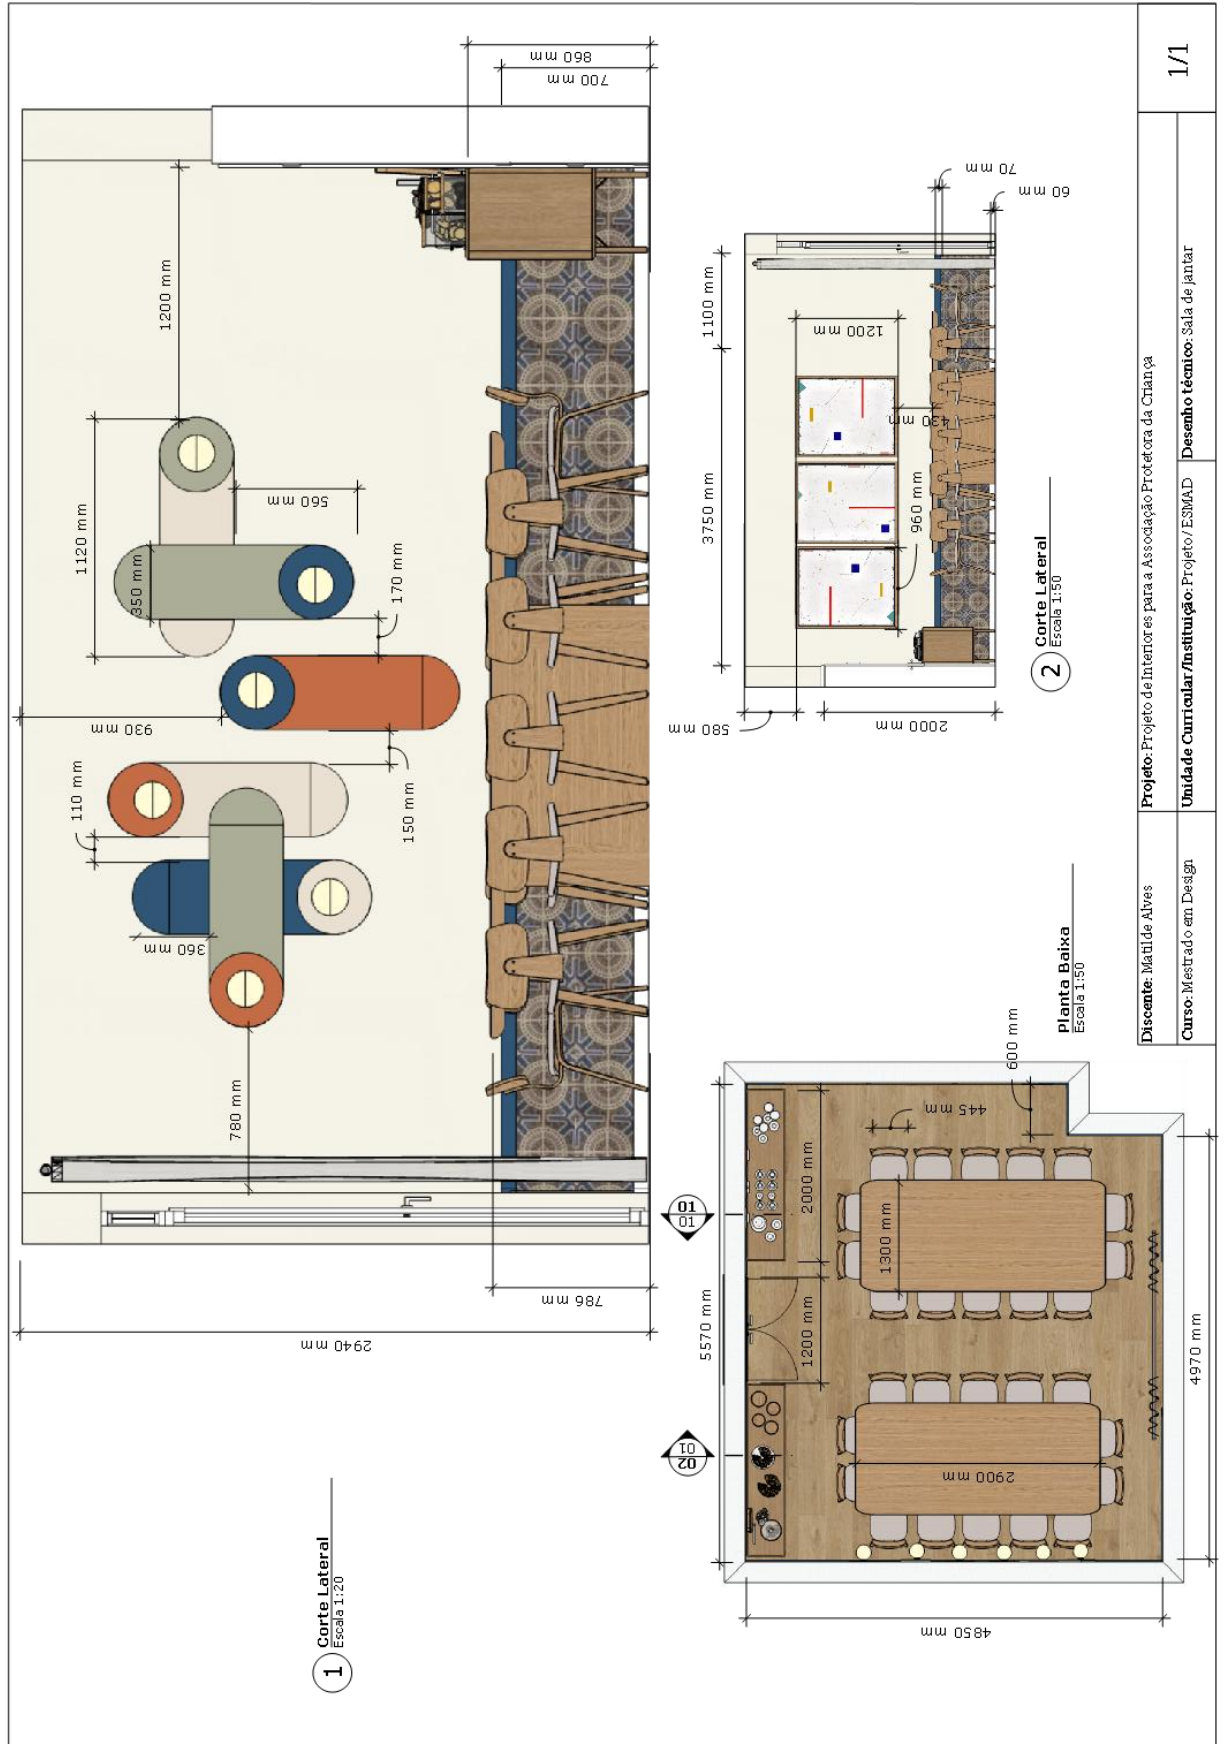 2940 mm
786 mm
780 mm
360 mm
110 mm
150 mm
930 mm
170 mm
350 mm
1120 mm
560 mm
1200 mm
700 mm
860 mm
1
Corte Lateral
Escala 1:20
580 mm
2000 mm
3750 mm
960 mm
430 mm
1200 mm
1100 mm
70 mm
60 mm
2
Corte Lateral
Escala 1:50
4850 mm
5570 mm
02
01
01
01
2900 mm
1200 mm
1300 mm
2000 mm
445 mm
600 mm
4970 mm
Planta Baixa
Escala 1:50
Discente: Matilde Alves
Projeto: Projeto de Interiores para a Associação Protetora da Criança
Curso: Mestrado em Design
Unidade Curricular/Instituição: Projeto/ ESMAD
Desenho técnico: Sala de jantar
1/1